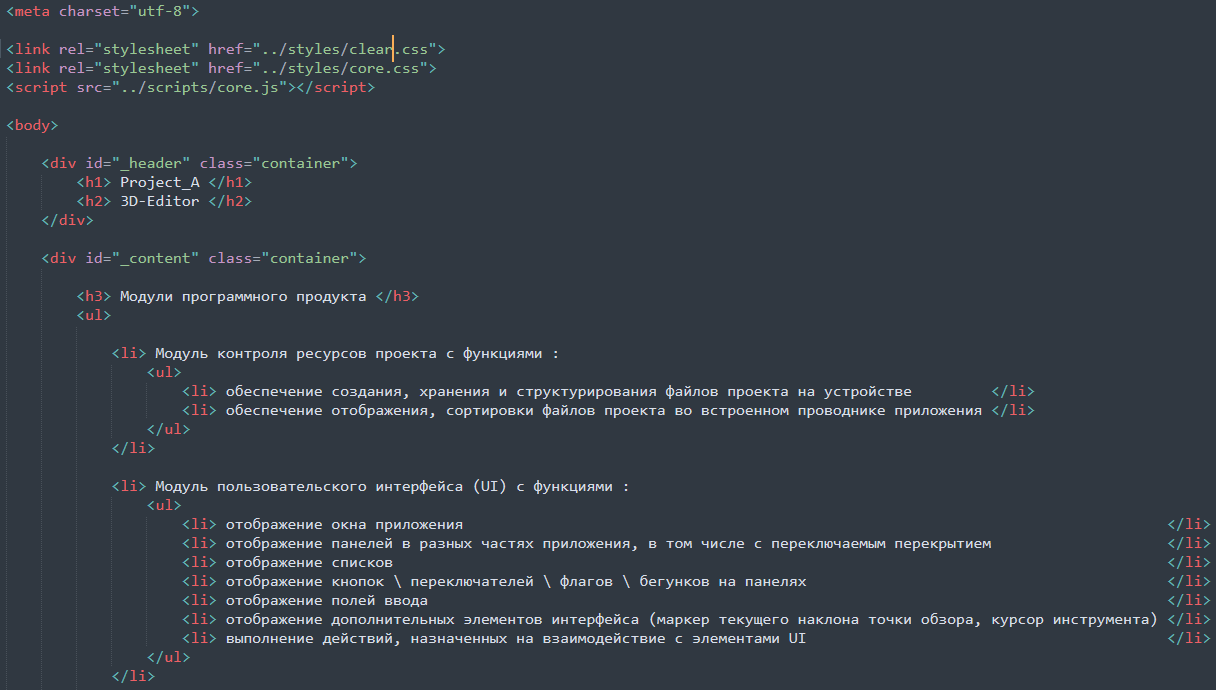 <meta charset="utf-8">
<link rel="stylesheet" href="../styles/clear.css">
<link rel="stylesheet" href="../styles/core.css">
<script src="../scripts/core.js"></script>
<body>
<div id="_header" class="container">
<h1> Project_A </h1>
<h2> 3D-Editor </h2>
</div>
<div id="_content" class="container">
<h3> Модули программного продукта </h3>
<ul>
<li> Модуль контроля ресурсов проекта с функциями :
<ul>
<li> обеспечение создания, хранения и структурирования файлов проекта на устройстве </li>
<li> обеспечение отображения, сортировки файлов проекта во встроенном проводнике приложения </li>
</ul>
</li>
<li> Модуль пользовательского интерфейса (UI) с функциями :
<ul>
<li> отображение окна приложения </li>
<li> отображение панелей в разных частях приложения, в том числе с переключаемым перекрытием </li>
<li> отображение списков </li>
<li> отображение кнопок \ переключателей \ флагов \ бегунков на панелях </li>
<li> отображение полей ввода </li>
<li> отображение дополнительных элементов интерфейса (маркер текущего наклона точки обзора, курсор инструмента) </li>
<li> выполнение действий, назначенных на взаимодействие с элементами UI </li>
</ul>
</li>